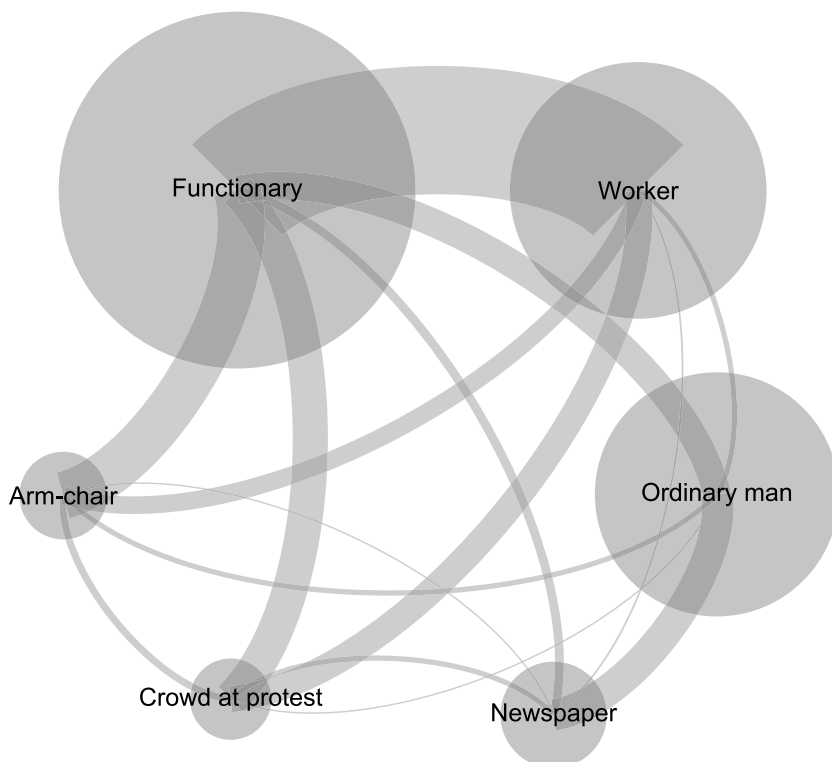 Functionary
Worker
Arm-chair
Ordinary man
Crowd at protest
Newspaper